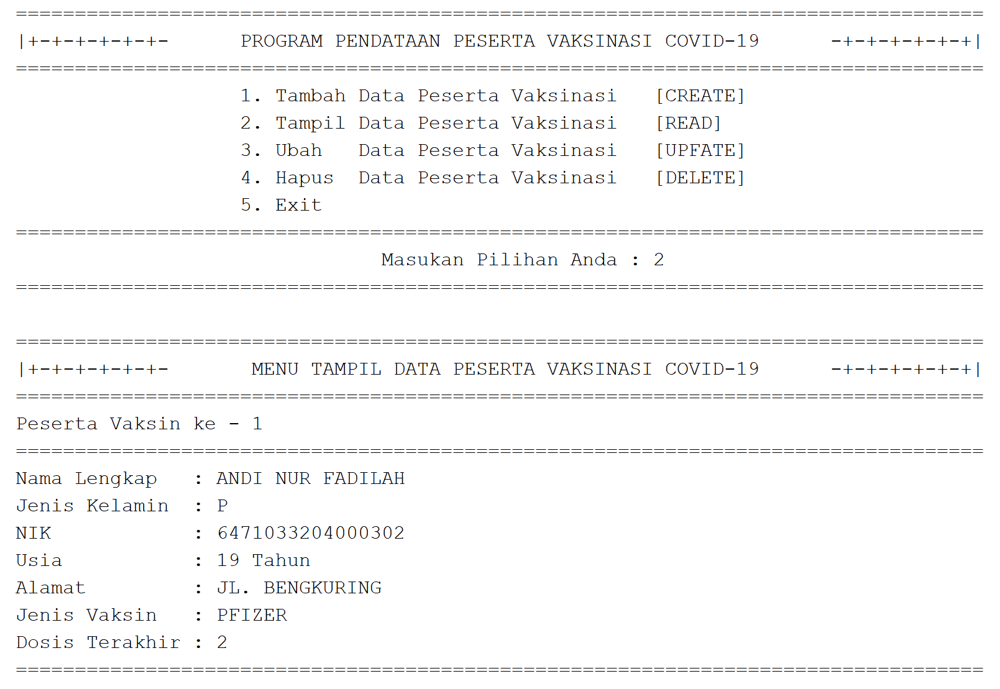 ==================================================================================
|+-+-+-+-+-+-      PROGRAM PENDATAAN PESERTA VAKSINASI COVID-19      -+-+-+-+-+-+|
==================================================================================
                   1. Tambah Data Peserta Vaksinasi   [CREATE]
                   2. Tampil Data Peserta Vaksinasi   [READ]
                   3. Ubah   Data Peserta Vaksinasi   [UPFATE]
                   4. Hapus  Data Peserta Vaksinasi   [DELETE]
                   5. Exit
==================================================================================
                               Masukan Pilihan Anda : 2
==================================================================================

==================================================================================
|+-+-+-+-+-+-       MENU TAMPIL DATA PESERTA VAKSINASI COVID-19      -+-+-+-+-+-+|
==================================================================================
Peserta Vaksin ke - 1
==================================================================================
Nama Lengkap   : ANDI NUR FADILAH
Jenis Kelamin  : P
NIK            : 6471033204000302
Usia           : 19 Tahun
Alamat         : JL. BENGKURING
Jenis Vaksin   : PFIZER
Dosis Terakhir : 2
==================================================================================